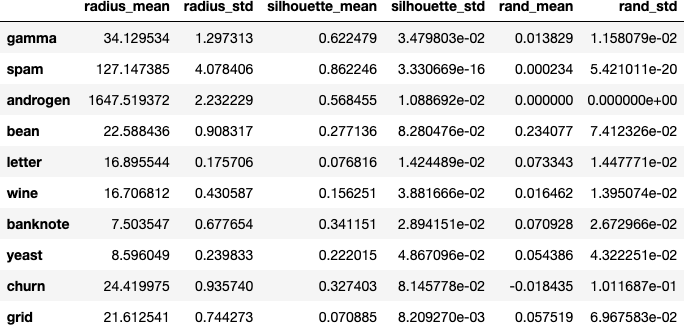 radius_mean radius_std silhouette_mean silhouette_std rand_mean rand_std
gamma 34.129534 1.297313 0.622479 3.479803e-02 0.013829 1.158079e-02
spam 127.147385 4.078406 0.862246 3.330669e-16 0.000234 5.421011e-20
androgen 1647.519372 2.232229 0.568455 1.088692e-02 0.000000 0.000000e+00
bean 22.588436 0.908317 0.277136 8.280476e-02 0.234077 7.412326e-02
letter 16.895544 0.175706 0.076816 1.424489e-02 0.073343 1.447771e-02
wine 16.706812 0.430587 0.156251 3.881666e-02 0.016462 1.395074e-02
banknote 7.503547 0.677654 0.341151 2.894151e-02 0.070928 2.672966e-02
yeast 8.596049 0.239833 0.222015 4.867096e-02 0.054386 4.322251e-02
churn 24.419975 0.935740 0.327403 8.145778e-02 -0.018435 1.011687e-01
grid 21.612541 0.744273 0.070885 8.209270e-03 0.057519 6.967583e-02